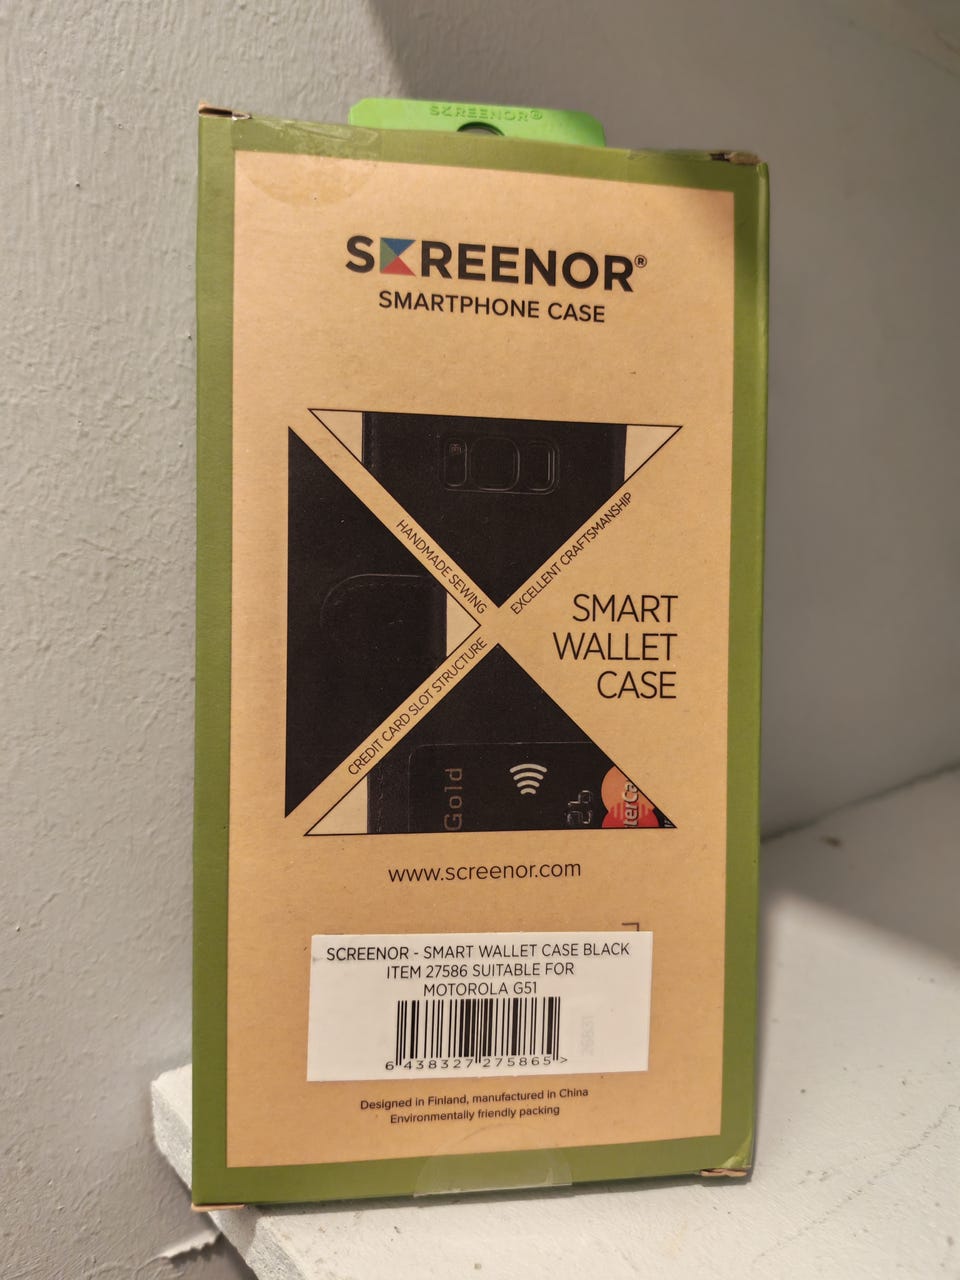 SCREENOR®
SCREENOR®
SMARTPHONE CASE
HANDMADE SEWING
EXCELLENT CRAFTSMANSHIP
SMART
WALLET
CASE
CREDIT CARD SLOT STRUCTURE
Gold
www.screenor.com
SCREENOR - SMART WALLET CASE BLACK
ITEM 27586 SUITABLE FOR
MOTOROLA G51
6 438327 275865 >
Designed in Finland, manufactured in China
Environmentally friendly packing